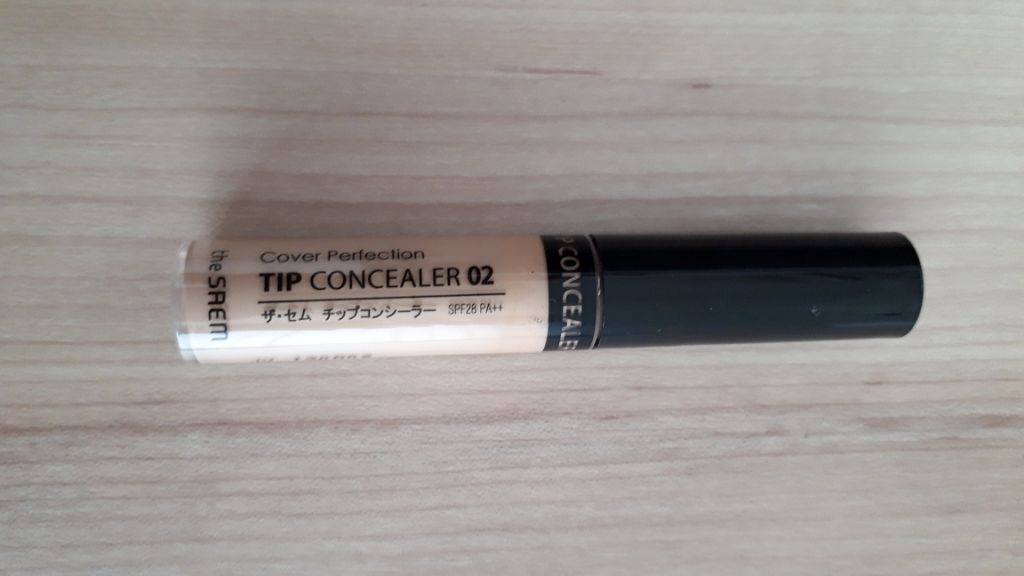 the SAEM
Cover Perfection
TIP CONCEALER 02
ザ・セム チップコンシーラー SPF28 PA++
P CONCEALER